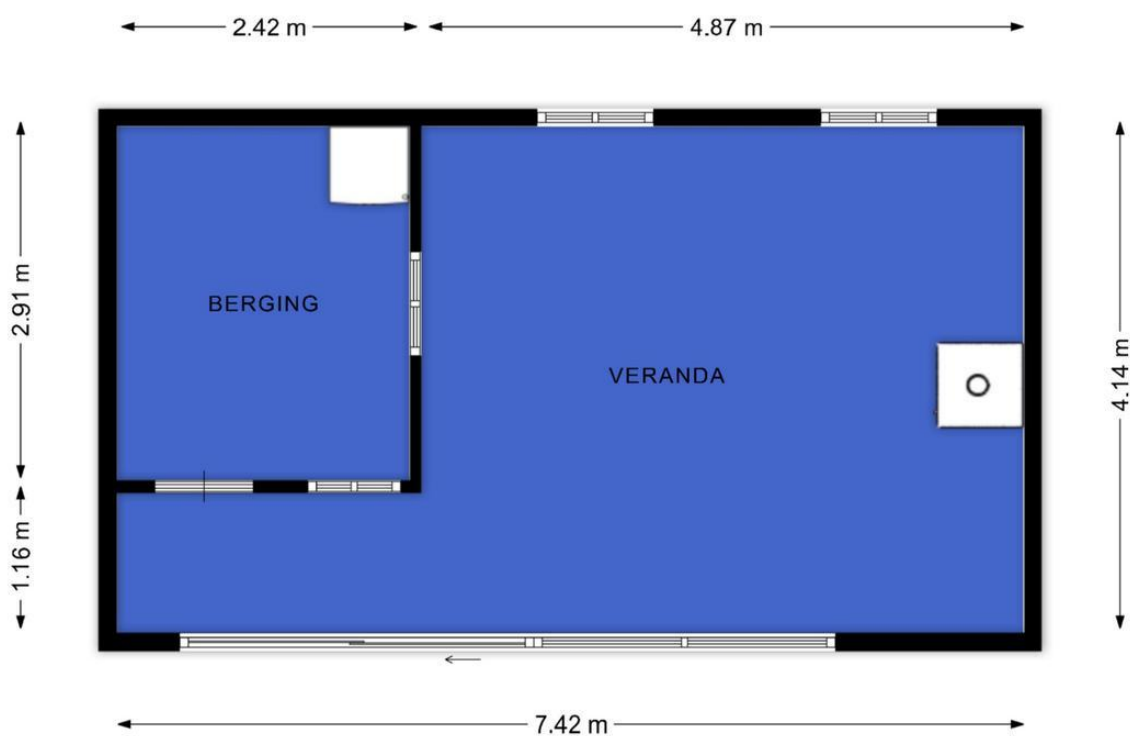 2.42 m
4.87 m
2.91 m
BERGING
VERANDA
4.14 m
1.16 m
7.42 m